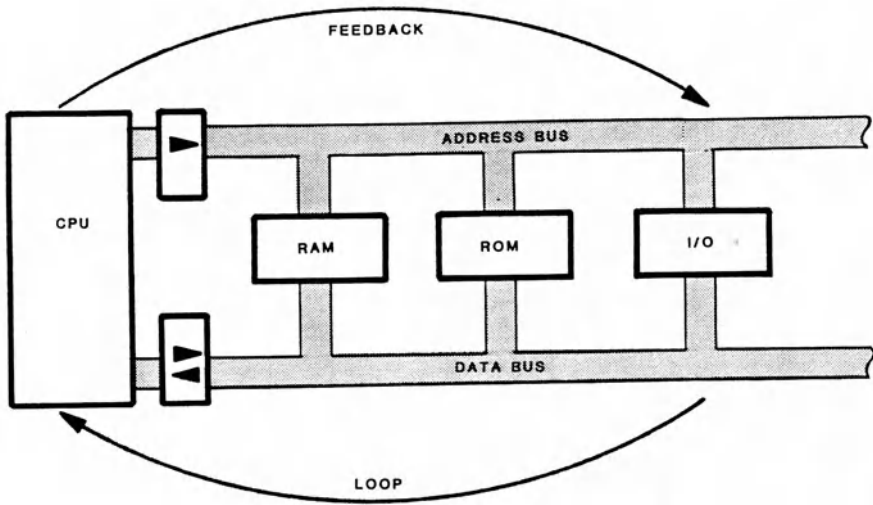 FEEDBACK
ADDRESS BUS
CPU
RAM
ROM
I/O
DATA BUS
LOOP